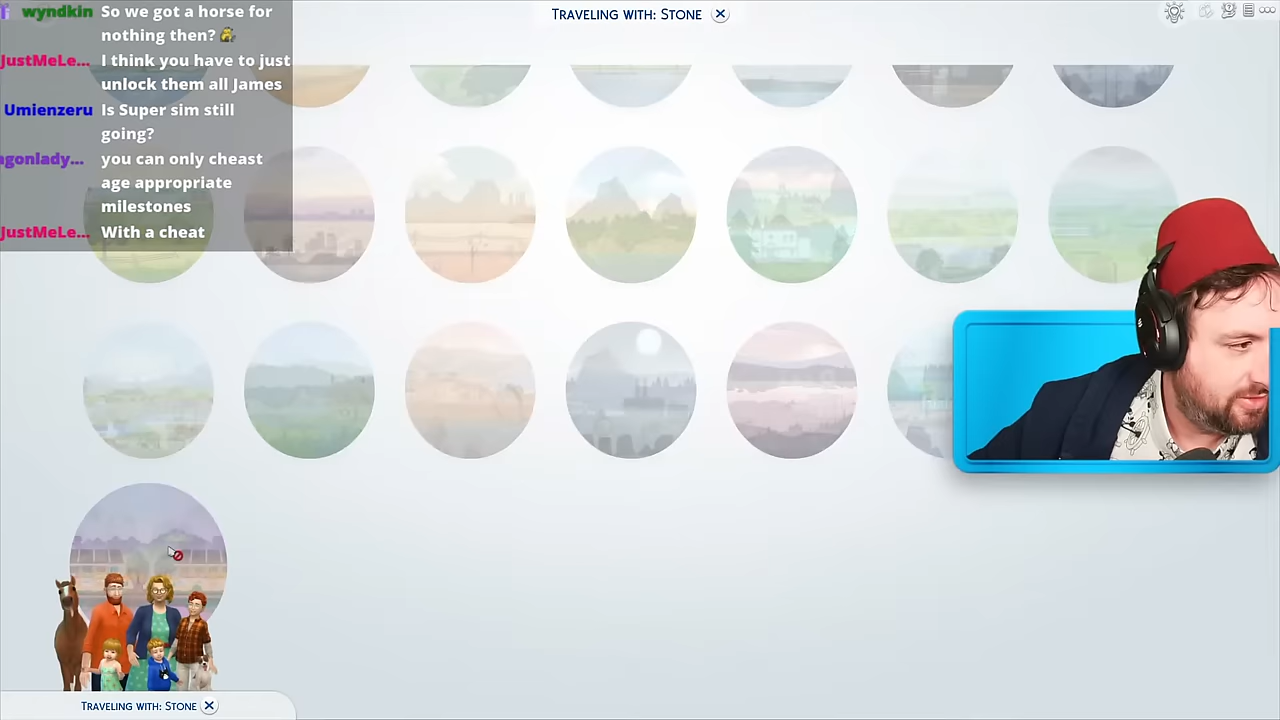 wyndkin So we got a horse for
nothing then?
JustMeLe... I think you have to just
unlock them all James
Umienzeru Is Super sim still
going?
agonlady... you can only cheast
age appropriate
milestones
JustMeLe... With a cheat
TRAVELING WITH: STONE
TRAVELING WITH: STONE